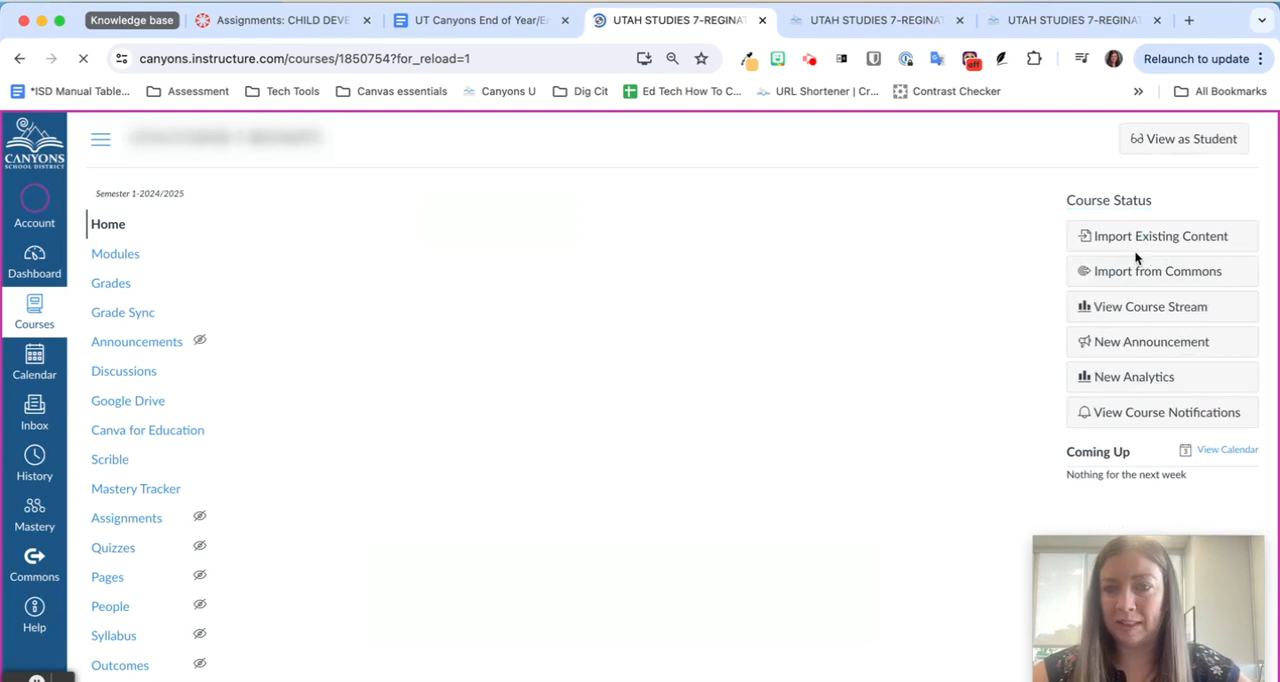 Knowledge base
Assignments: CHILD DEVE
UT Canyons End of Year/E
UTAH STUDIES 7-REGINA
UTAH STUDIES 7-REGINA
UTAH STUDIES 7-REGINA
canyons.instructure.com/courses/1850754?for_reload=1
off
Relaunch to update
*ISD Manual Table...
Assessment
Tech Tools
Canvas essentials
Canyons U
Dig Cit
Ed Tech How To C...
URL Shortener | Cr...
Contrast Checker
»
All Bookmarks
CANYONS
SCHOOL DISTRICT
Account
Dashboard
Courses
Calendar
Inbox
History
Mastery
Commons
Help
View as Student
Semester 1-2024/2025
Home
Modules
Grades
Grade Sync
Announcements
Discussions
Google Drive
Canva for Education
Scrible
Mastery Tracker
Assignments
Quizzes
Pages
People
Syllabus
Outcomes
Course Status
Import Existing Content
Import from Commons
View Course Stream
New Announcement
New Analytics
View Course Notifications
Coming Up
View Calendar
Nothing for the next week